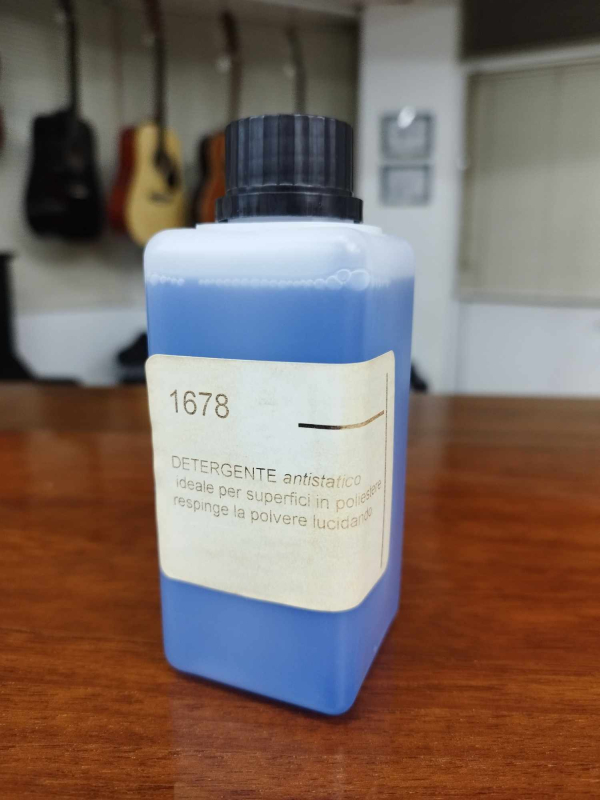 1678
DETERGENTE antistatico
ideale per superfici in poliestere
respinge la polvere lucidando